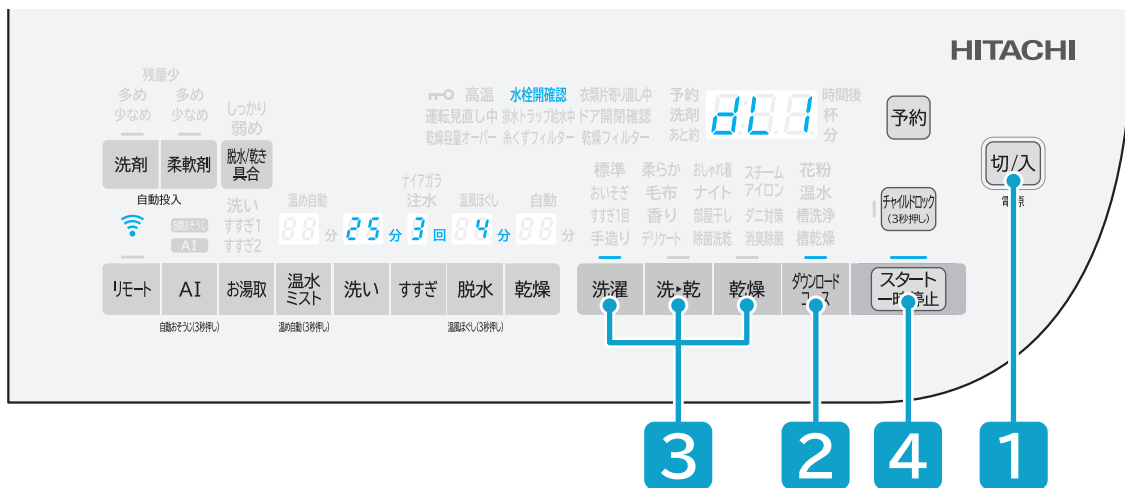 HITACHI
残量少
多め 多め
少なめ 少なめ しっかり
弱め
洗剤 柔軟剤 脱水/乾き
具合
自動投入
高温 水栓開確認 衣類片寄り直し中
運転見直し中 排水トラップ給水中 ドア開閉確認
乾燥容量オーバー 糸くずフィルター 乾燥フィルター
予約 時間後
洗剤 dL 1 杯
あと約 分
予約
切/入
電源
チャイルドロック
(3秒押し)
標準 柔らか おしゃれ着 スチーム 花粉
おいそぎ 毛布 ナイト アイロン 温水
すすぎ1回 香り 部屋干し ダニ対策 槽洗浄
手造り デリケート 除菌洗乾 消臭除菌 槽乾燥
自動おそうじ
AI
洗い
すすぎ1
すすぎ2
温め自動 ナイアガラ
注水 温風ほぐし 自動
88 分 25 分 3 回 4 分 88 分
リモート AI お湯取 温水
ミスト 洗い すすぎ 脱水 乾燥
自動おそうじ(3秒押し) 温め自動(3秒押し) 温風ほぐし(3秒押し)
洗濯 洗▸乾 乾燥 ダウンロード
コース スタート
一時停止
3 2 4 1